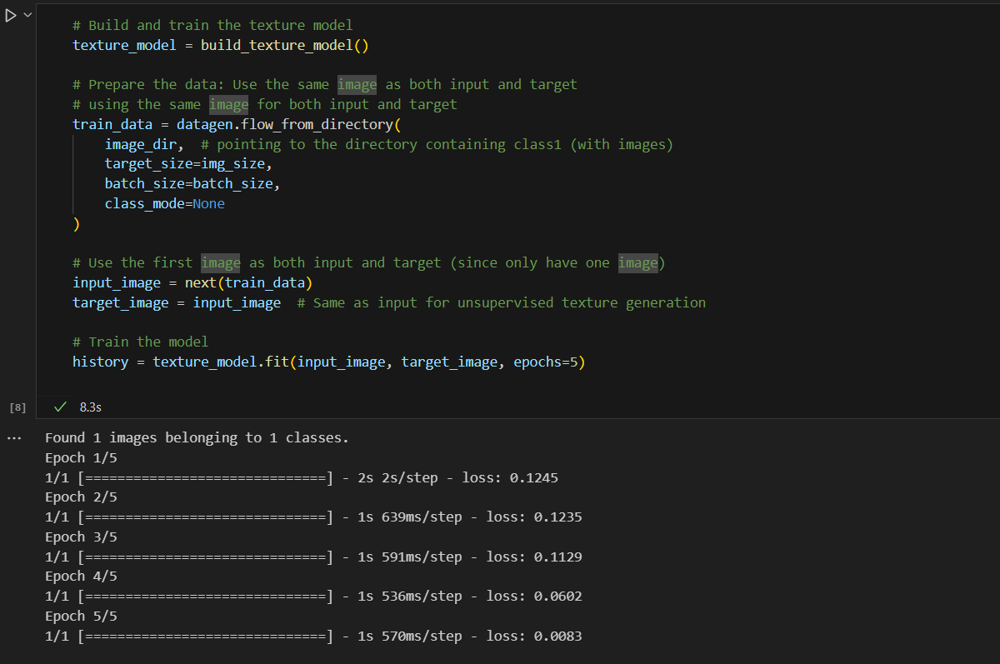 # Build and train the texture model
texture_model = build_texture_model()
# Prepare the data: Use the same image as both input and target
# using the same image for both input and target
train_data = datagen.flow_from_directory(
    image_dir,  # pointing to the directory containing class1 (with images)
    target_size=img_size,
    batch_size=batch_size,
    class_mode=None
)
# Use the first image as both input and target (since only have one image)
input_image = next(train_data)
target_image = input_image  # Same as input for unsupervised texture generation
# Train the model
history = texture_model.fit(input_image, target_image, epochs=5)
[8] ✓ 8.3s
... Found 1 images belonging to 1 classes.
Epoch 1/5
1/1 [==============================] - 2s 2s/step - loss: 0.1245
Epoch 2/5
1/1 [==============================] - 1s 639ms/step - loss: 0.1235
Epoch 3/5
1/1 [==============================] - 1s 591ms/step - loss: 0.1129
Epoch 4/5
1/1 [==============================] - 1s 536ms/step - loss: 0.0602
Epoch 5/5
1/1 [==============================] - 1s 570ms/step - loss: 0.0083